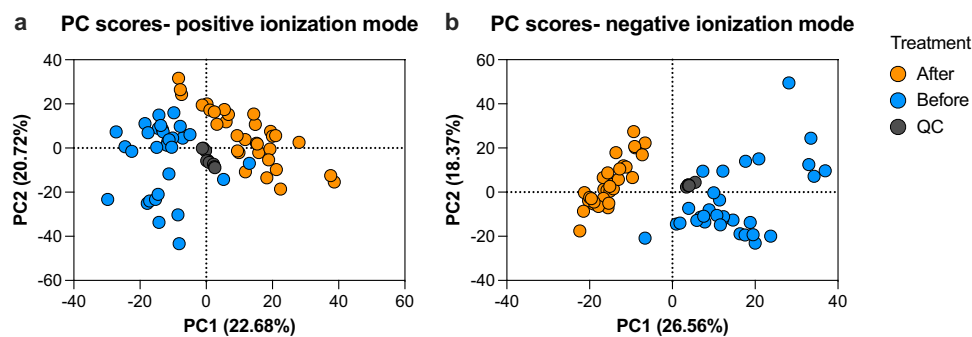 a PC scores- positive ionization mode
40
20
0
-20
-40
-60
PC2 (20.72%)
-40 -20 0 20 40 60
PC1 (22.68%)
b PC scores- negative ionization mode
60
40
20
0
-20
-40
PC2 (18.37%)
-40 -20 0 20 40
PC1 (26.56%)
Treatment
After
Before
QC